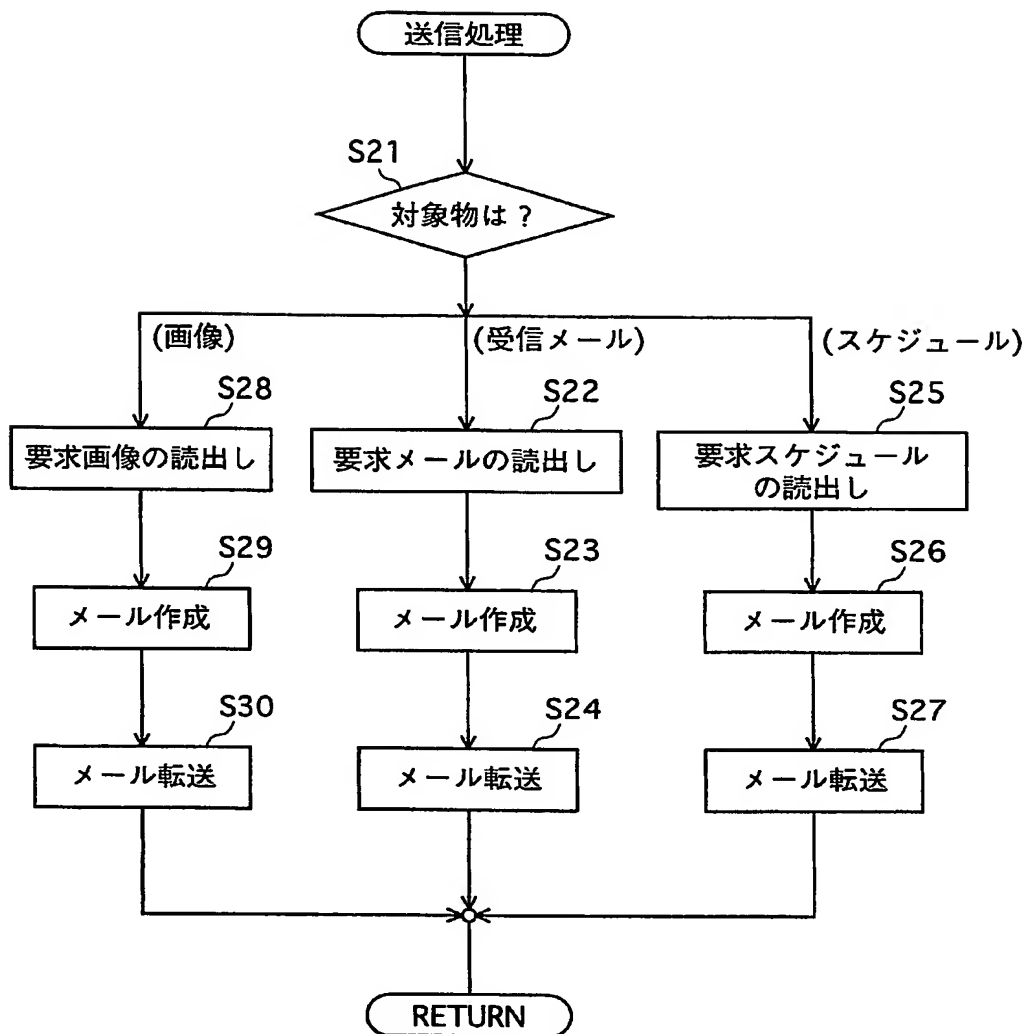 送信処理
S21
対象物は？
(画像)
(受信メール)
(スケジュール)
S28
要求画像の読出し
S22
要求メールの読出し
S25
要求スケジュール
の読出し
S29
メール作成
S23
メール作成
S26
メール作成
S30
メール転送
S24
メール転送
S27
メール転送
RETURN